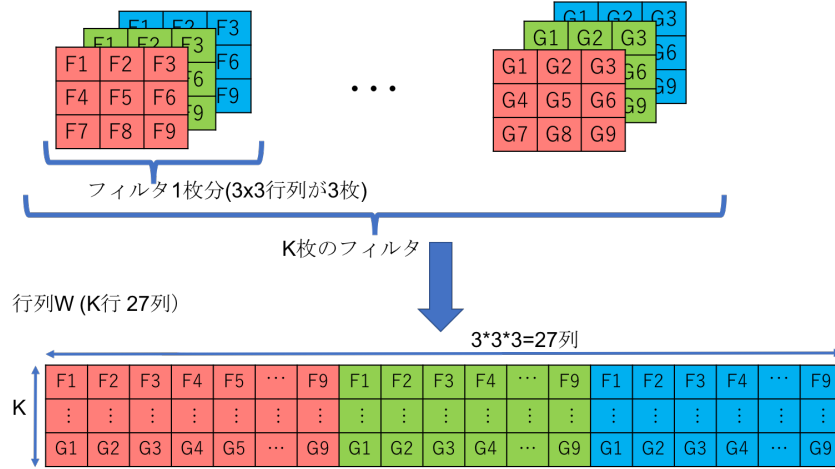 F1 F2 F3
F1 F2 F3
F6
F6
F9
F9
F1 F2 F3
F4 F5 F6
F7 F8 F9
...
G1 G2 G3
G1 G2 G3
G6
G6
G9
G9
G1 G2 G3
G4 G5 G6
G7 G8 G9
フィルタ1枚分(3x3行列が3枚)
K枚のフィルタ
行列W (K行 27列)
3*3*3=27列
K
F1 F2 F3 F4 F5 … F9 F1 F2 F3 F4 … F9 F1 F2 F3 F4 … F9
⋮ ⋮ ⋮ ⋮ ⋮ ⋮ ⋮ ⋮ ⋮ ⋮ ⋮ ⋮ ⋮ ⋮ ⋮ ⋮ ⋮
G1 G2 G3 G4 G5 … G9 G1 G2 G3 G4 … G9 G1 G2 G3 G4 … G9